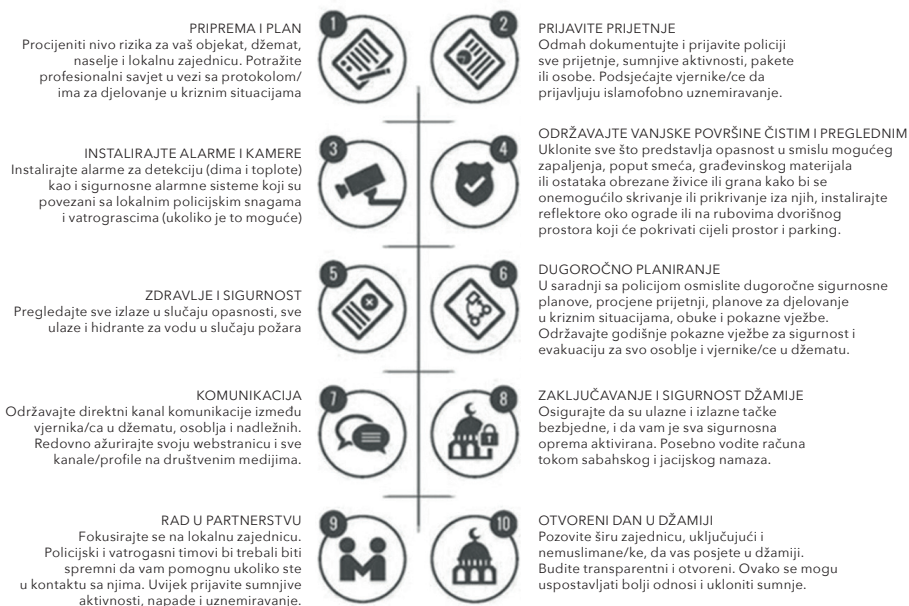 1
PRIPREMA I PLAN
Procijeniti nivo rizika za vaš objekat, džemat,
naselje i lokalnu zajednicu. Potražite
profesionalni savjet u vezi sa protokolom/
ima za djelovanje u kriznim situacijama
2
PRIJAVITE PRIJETNJE
Odmah dokumentujte i prijavite policiji
sve prijetnje, sumnjive aktivnosti, pakete
ili osobe. Podsjećajte vjernike/ce da
prijavljuju islamofobno uznemiravanje.
3
INSTALIRAJTE ALARME I KAMERE
Instalirajte alarme za detekciju (dima i toplote)
kao i sigurnosne alarmne sisteme koji su
povezani sa lokalnim policijskim snagama
i vatrograscima (ukoliko je to moguće)
4
ODRŽAVAJTE VANJSKE POVRŠINE ČISTIM I PREGLEDNIM
Uklonite sve što predstavlja opasnost u smislu mogućeg
zapaljenja, poput smeća, građevinskog materijala
ili ostataka obrezane živice ili grana kako bi se
onemogućilo skrivanje ili prikrivanje iza njih, instalirajte
reflektore oko ograde ili na rubovima dvorišnog
prostora koji će pokrivati cijeli prostor i parking.
5
ZDRAVLJE I SIGURNOST
Pregledajte sve izlaze u slučaju opasnosti, sve
ulaze i hidrante za vodu u slučaju požara
6
DUGOROČNO PLANIRANJE
U saradnji sa policijom osmislite dugoročne sigurnosne
planove, procjene prijetnji, planove za djelovanje
u kriznim situacijama, obuke i pokazne vježbe.
Održavajte godišnje pokazne vježbe za sigurnost i
evakuaciju za svo osoblje i vjernike/ce u džematu.
7
KOMUNIKACIJA
Održavajte direktni kanal komunikacije između
vjernika/ca u džematu, osoblja i nadležnih.
Redovno ažurirajte svoju webstranicu i sve
kanale/profile na društvenim medijima.
8
ZAKLJUČAVANJE I SIGURNOST DŽAMIJE
Osigurajte da su ulazne i izlazne tačke
bezbjedne, i da vam je sva sigurnosna
oprema aktivirana. Posebno vodite računa
tokom sabahskog i jacijskog namaza.
9
RAD U PARTNERSTVU
Fokusirajte se na lokalnu zajednicu.
Policijski i vatrogasni timovi bi trebali biti
spremni da vam pomognu ukoliko ste
u kontaktu sa njima. Uvijek prijavite sumnjive
aktivnosti, napade i uznemiravanje.
10
OTVORENI DAN U DŽAMIJI
Pozovite širu zajednicu, uključujući i
nemuslimane/ke, da vas posjete u džamiji.
Budite transparentni i otvoreni. Ovako se mogu
uspostavljati bolji odnosi i ukloniti sumnje.